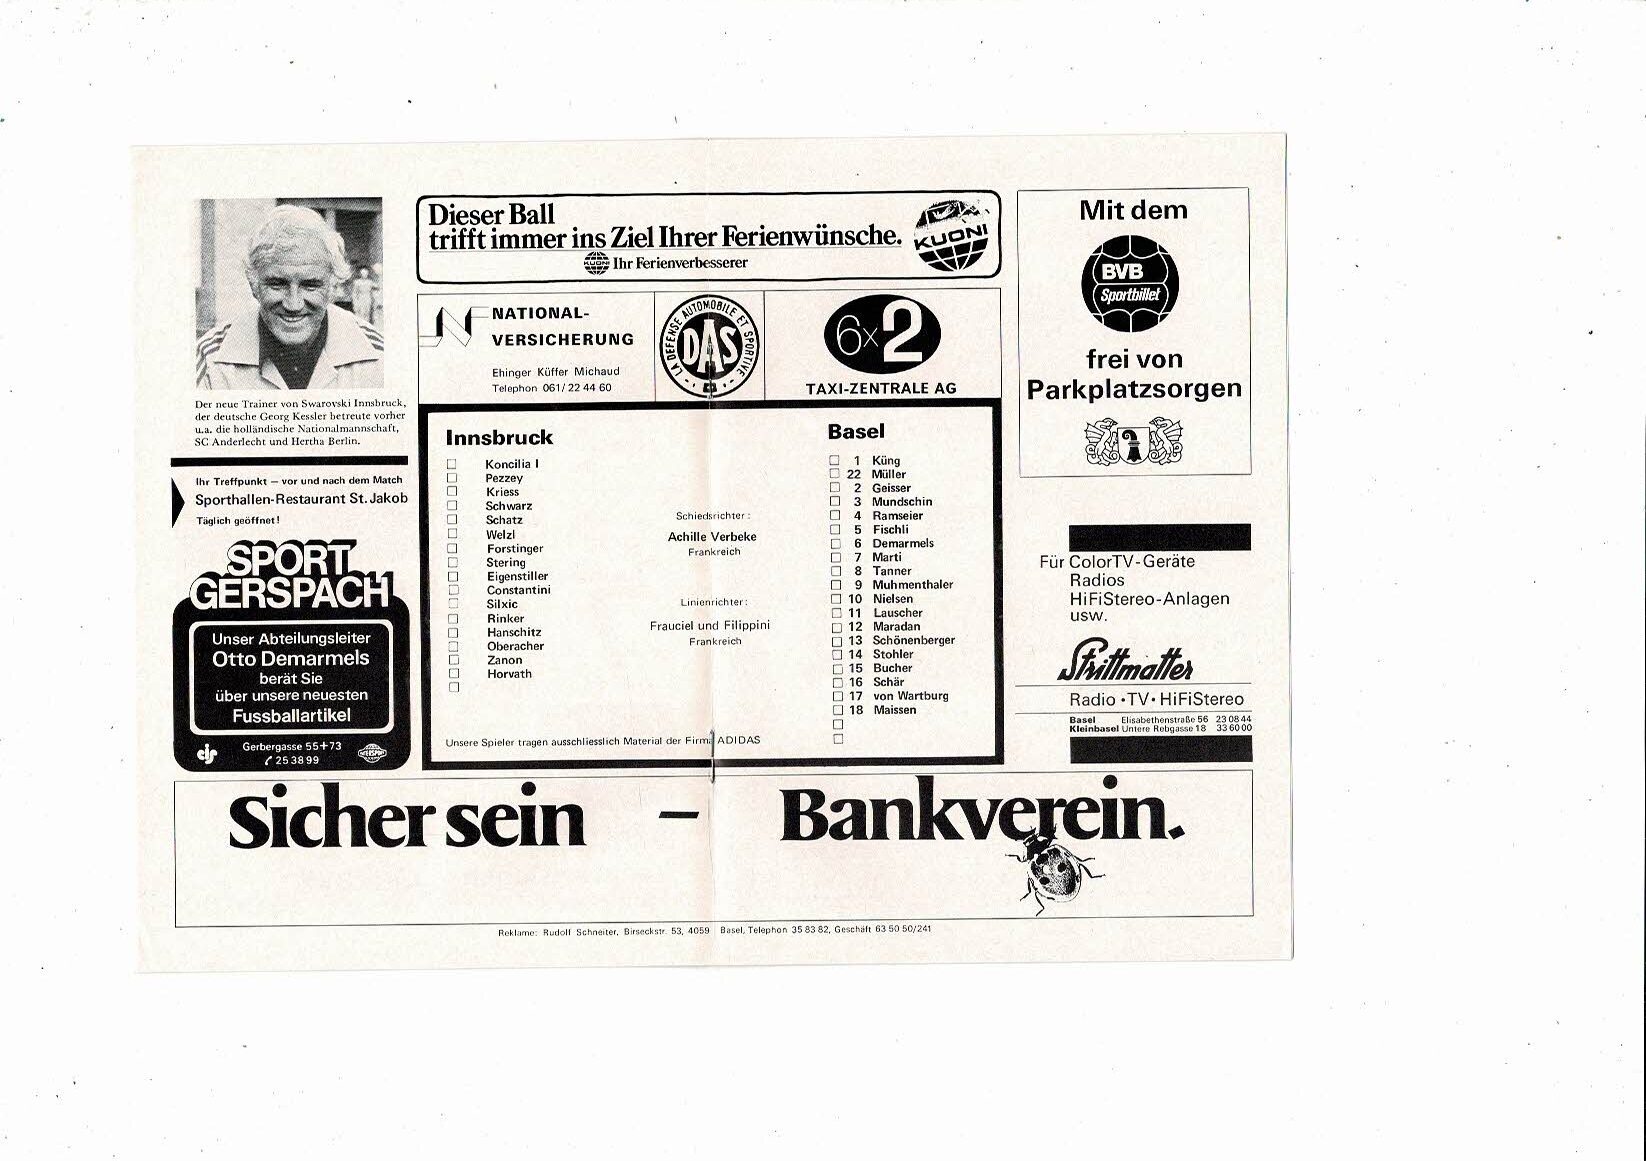 Der neue Trainer von Swarovski Innsbruck,
der deutsche Georg Kessler betreute vorher
u.a. die holländische Nationalmannschaft,
SC Anderlecht und Hertha Berlin.
Ihr Treffpunkt — vor und nach dem Match
Sporthallen-Restaurant St. Jakob
Täglich geöffnet!
SPORT
GERSPACH
Unser Abteilungsleiter
Otto Demarmels
berät Sie
über unsere neuesten
Fussballartikel
Gerbergasse 55+73
25 38 99
INTERSPORT
Dieser Ball
trifft immer ins Ziel Ihrer Ferienwünsche.
KUONI
KUONI Ihr Ferienverbesserer
NATIONAL-
VERSICHERUNG
Ehinger Küffer Michaud
Telephon 061/ 22 44 60
LA DEFENSE AUTOMOBILE ET SPORTIVE
DAS
6x2
TAXI-ZENTRALE AG
Innsbruck
Koncilia I
Pezzey
Kriess
Schwarz
Schatz
Welzl
Forstinger
Stering
Eigenstiller
Constantini
Silxic
Rinker
Hanschitz
Oberacher
Zanon
Horvath
Schiedsrichter:
Achille Verbeke
Frankreich
Linienrichter:
Frauciel und Filippini
Frankreich
Basel
1 Küng
22 Müller
2 Geisser
3 Mundschin
4 Ramseier
5 Fischli
6 Demarmels
7 Marti
8 Tanner
9 Muhmenthaler
10 Nielsen
11 Lauscher
12 Maradan
13 Schönenberger
14 Stohler
15 Bucher
16 Schär
17 von Wartburg
18 Maissen
Unsere Spieler tragen ausschliesslich Material der Firma ADIDAS
Mit dem
BVB
Sportbillet
frei von
Parkplatzsorgen
Für ColorTV-Geräte
Radios
HiFiStereo-Anlagen
usw.
Strittmatter
Radio • TV • HiFiStereo
Basel Elisabethenstraße 56 23 08 44
Kleinbasel Untere Rebgasse 18 33 60 00
Sicher sein — Bankverein.
Reklame: Rudolf Schneiter, Birseckstr. 53, 4059 Basel, Telephon 35 83 82, Geschäft 63 50 50/241